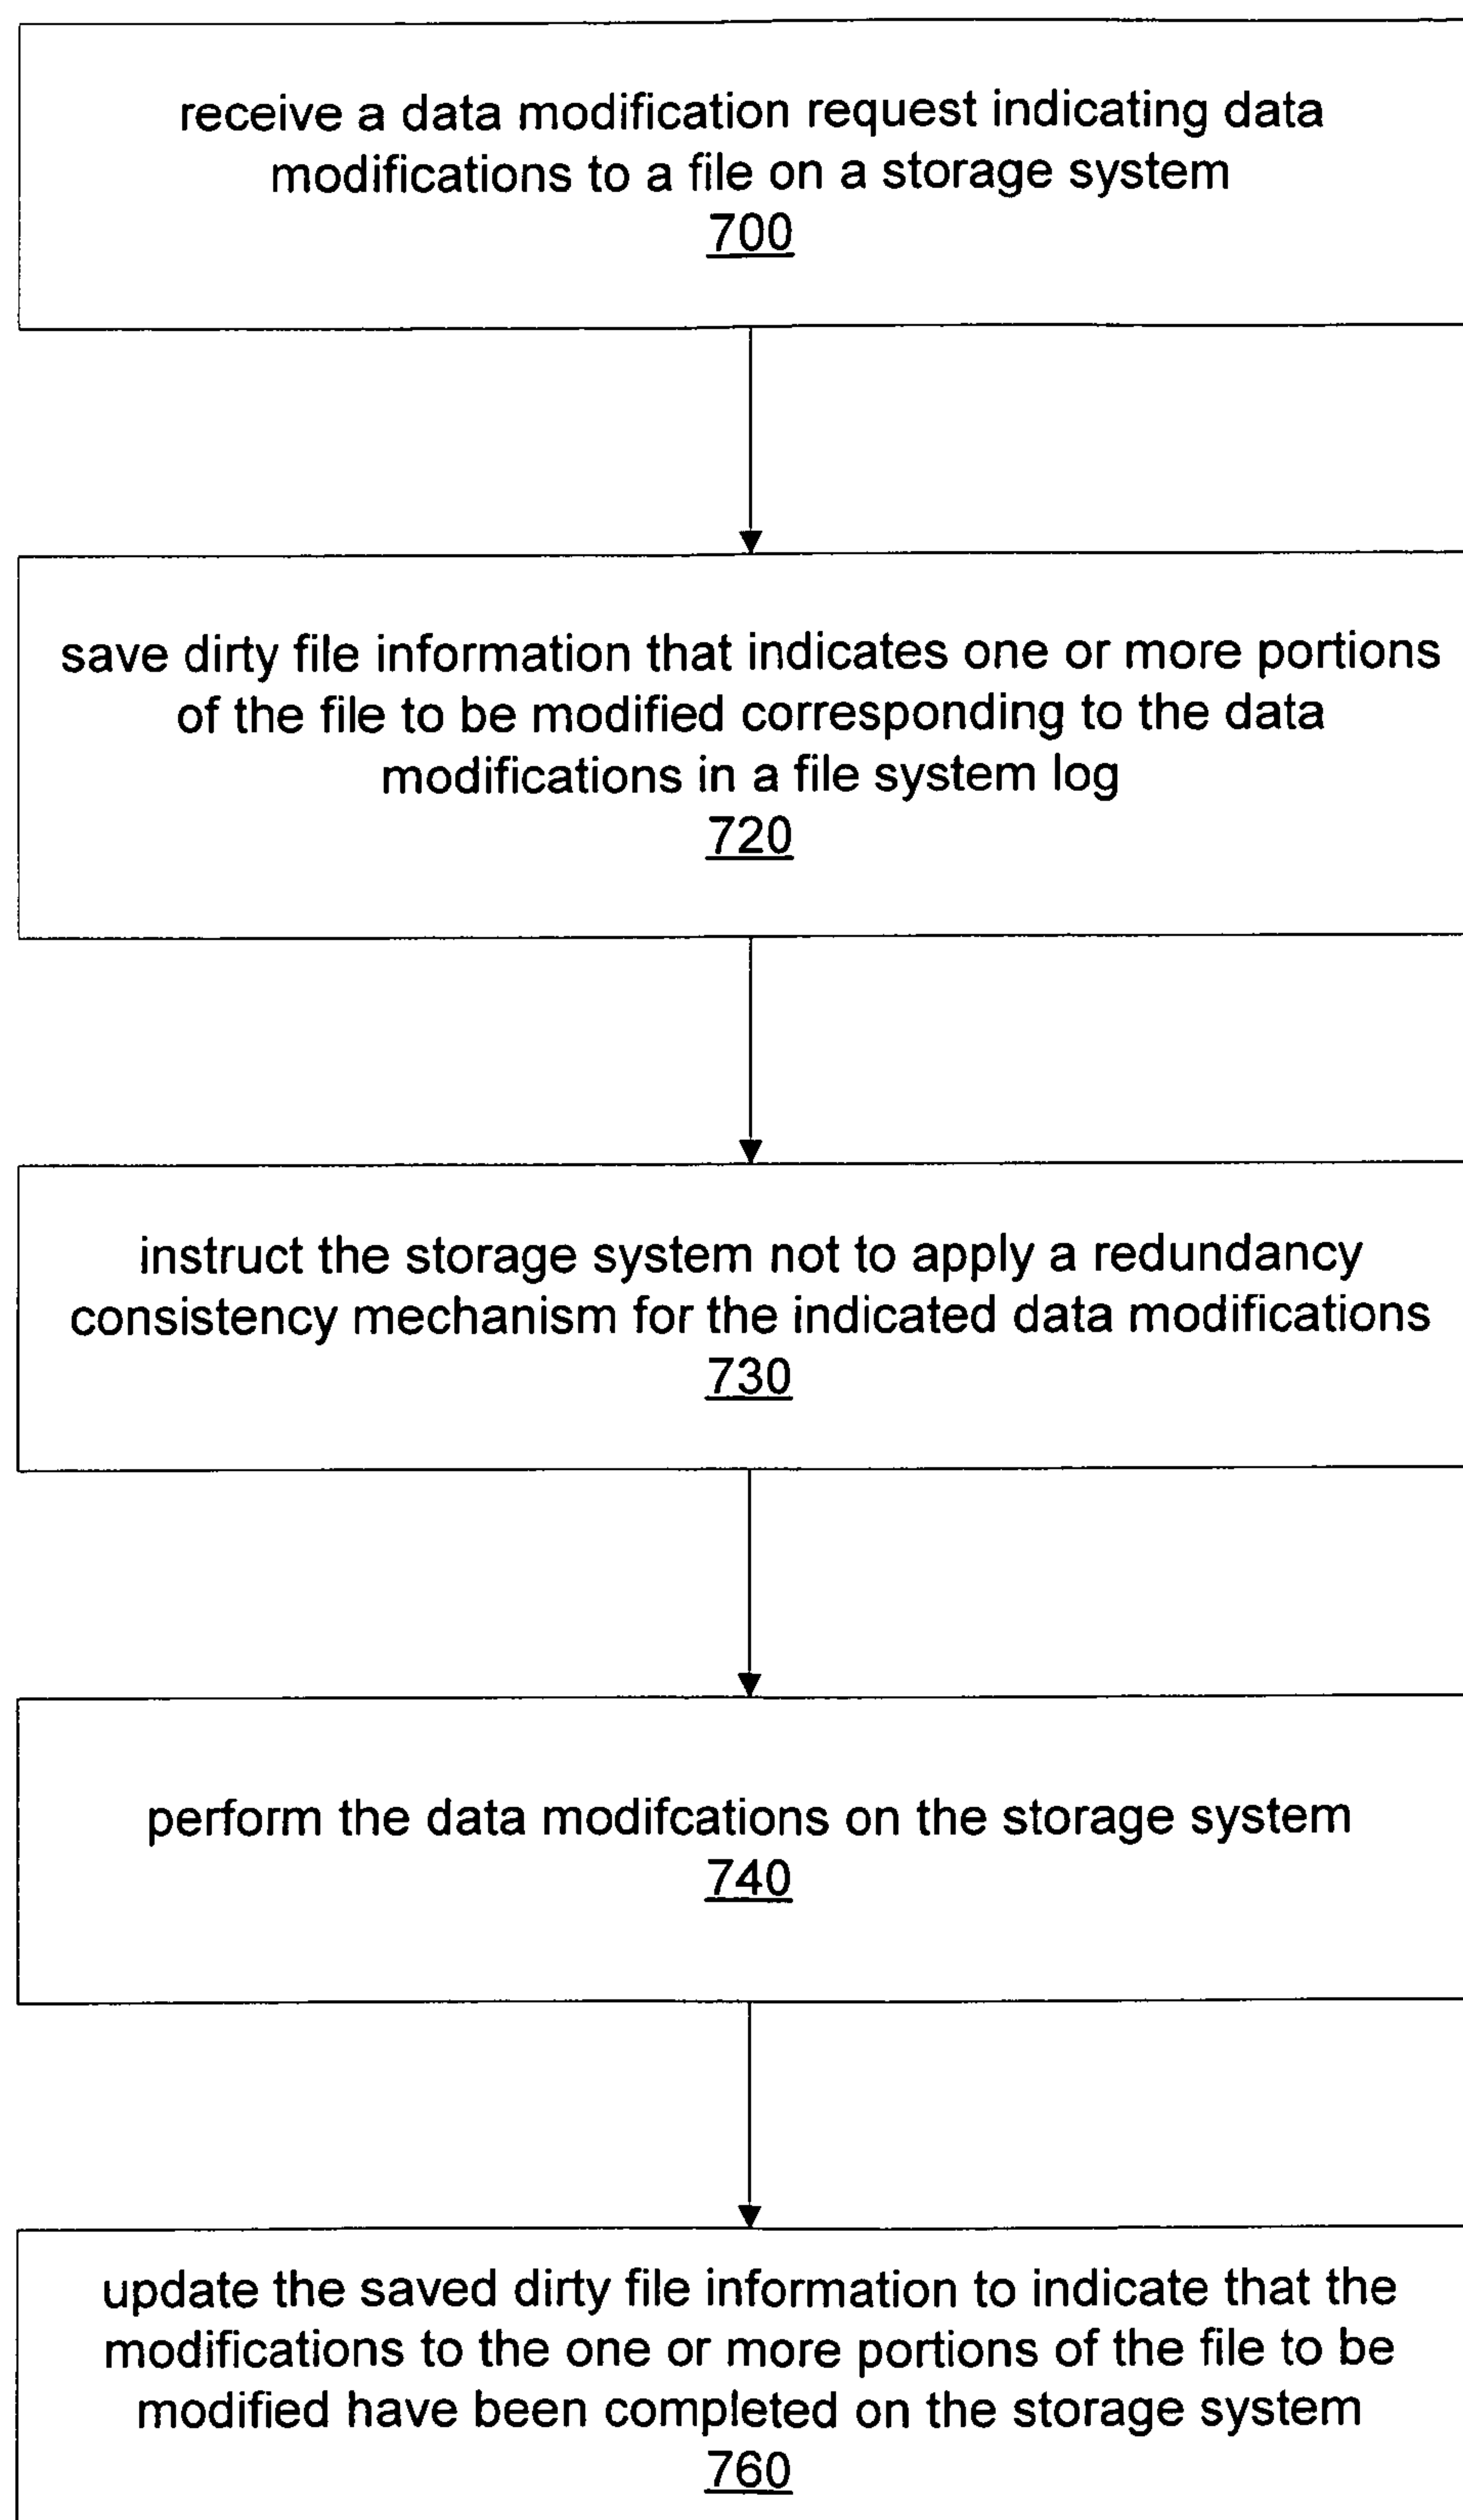 receive a data modification request indicating data
modifications to a file on a storage system
700
save dirty file information that indicates one or more portions
of the file to be modified corresponding to the data
modifications in a file system log
720
instruct the storage system not to apply a redundancy
consistency mechanism for the indicated data modifications
730
perform the data modifcations on the storage system
740
update the saved dirty file information to indicate that the
modifications to the one or more portions of the file to be
modified have been completed on the storage system
760